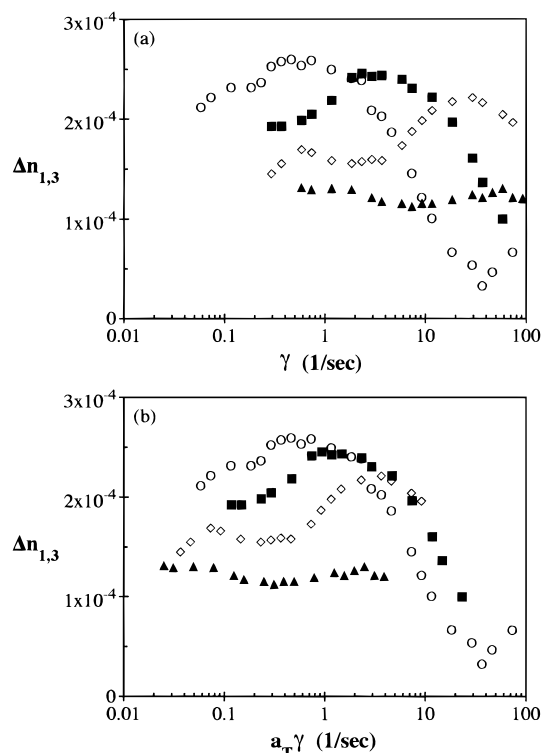 (a)
3x10⁻⁴
2x10⁻⁴
Δn₁,₃
1x10⁻⁴
0
0.01 0.1 1 10 100
γ (1/sec)
(b)
3x10⁻⁴
2x10⁻⁴
Δn₁,₃
1x10⁻⁴
0
0.01 0.1 1 10 100
a_T γ (1/sec)